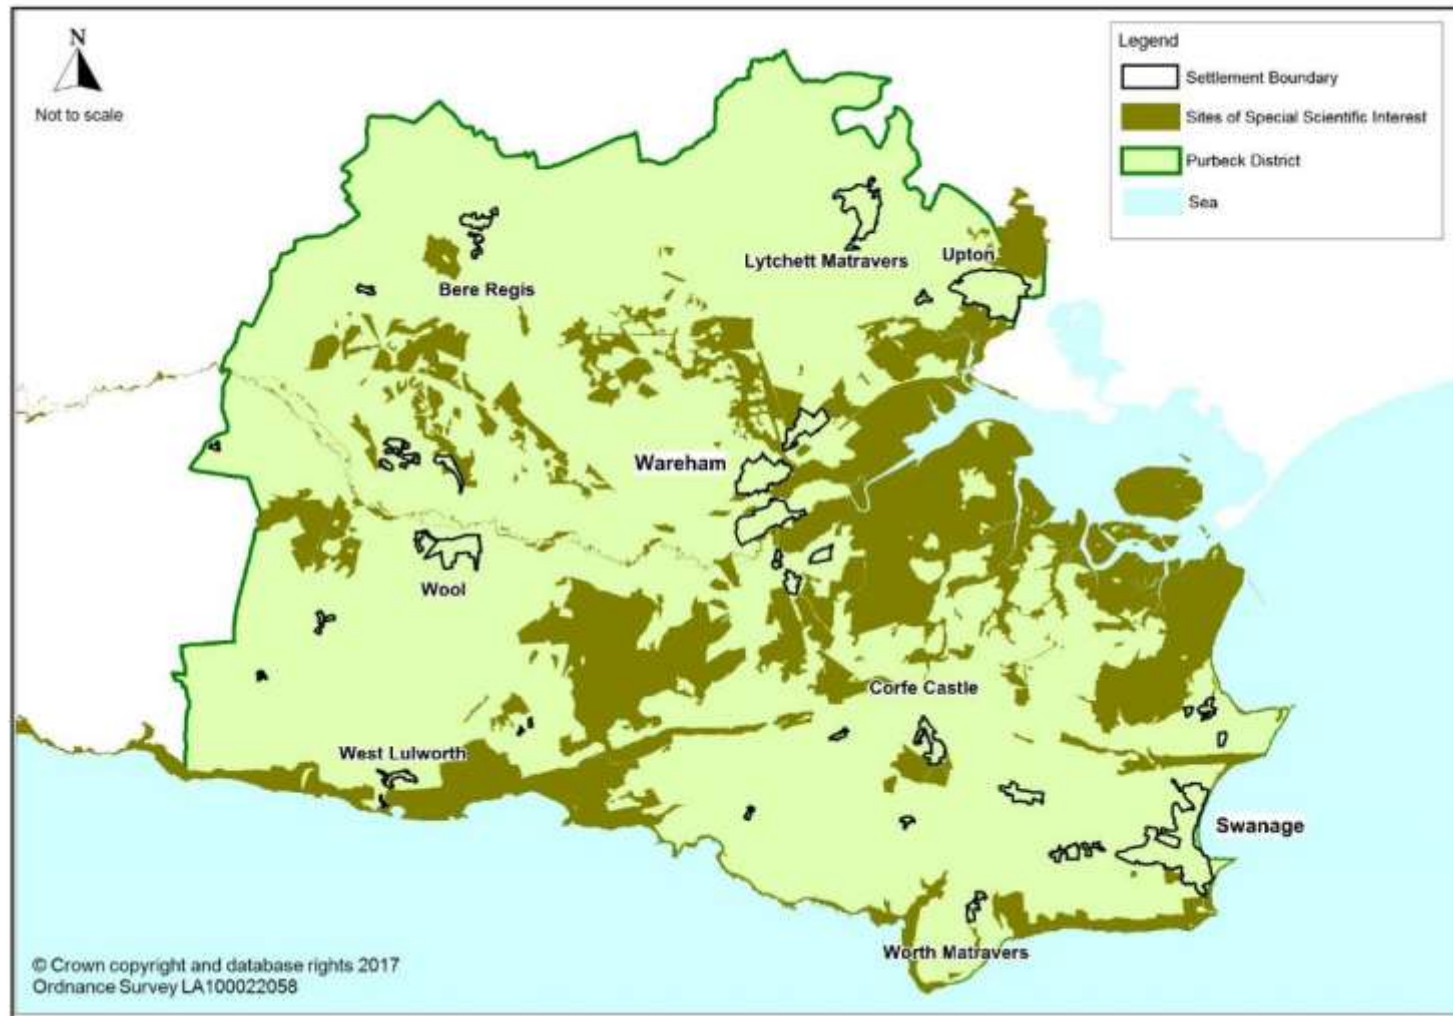 N
Not to scale
Legend
Settlement Boundary
Sites of Special Scientific Interest
Purbeck District
Sea
Lytchett Matravers
Upton
Bere Regis
Wareham
Wool
Corfe Castle
West Lulworth
Swanage
Worth Matravers
© Crown copyright and database rights 2017
Ordnance Survey LA100022058